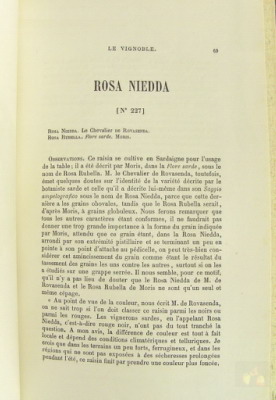 LE VIGNOBLE. 69
ROSA NIEDDA
[N° 227]
ROSA NIEDDA. Le Chevalier DE ROVASENDA.
ROSA RUBELLA. Flore sarde. MORIS.
OBSERVATIONS. Ce raisin se cultive en Sardaigne pour l'usage de
la table; il a été décrit par Moris, dans la Flore sarde, sous le
nom de Rosa Rubella. M. le Chevalier de Rovasenda, toutefois,
émet quelques doutes sur l'identité de la variété décrite par le
botaniste sarde et celle qu'il a décrite lui-même dans son Saggio
ampelografico sous le nom de Rosa Niedda, parce que cette der-
nière a les grains obovales, tandis que le Rosa Rubella serait,
d'après Moris, à grains globuleux. Nous ferons remarquer que
tous les autres caractères étant conformes, il ne faudrait pas
donner une trop grande importance à la forme du grain indiquée
par Moris, attendu que ce grain étant, dans la Rosa Niedda,
arrondi par son extrémité pistillaire et se terminant un peu en
pointe à son point d'attache au pédicelle, on peut très-bien con-
sidérer cet amincissement du grain comme étant le résultat du
tassement des grains les uns contre les autres, surtout si on les
a étudiés sur une grappe serrée. Il nous semble, pour ce motif,
qu'il n'y a pas lieu de douter que le Rosa Niedda de M. de
Rovasenda et le Rosa Rubella de Moris ne sont qu'un seul et
même cépage.
« Au point de vue de la couleur, nous écrit M. de Rovasenda,
on ne sait trop si l'on doit classer ce raisin parmi les noirs ou
parmi les rouges. Les vignerons sardes, en l'appelant Rosa
Niedda, c'est-à-dire rouge noir, n'ont pas du tout tranché la
question. A mon avis, la différence de couleur est tout à fait
locale et dépend des conditions climatériques et telluriques. Je
crois que dans les terrains un peu forts, ferrugineux, et dans les
régions qui ne sont pas exposées à des sécheresses prolongées
pendant l'été, ce raisin finit par prendre une couleur plus foncée,